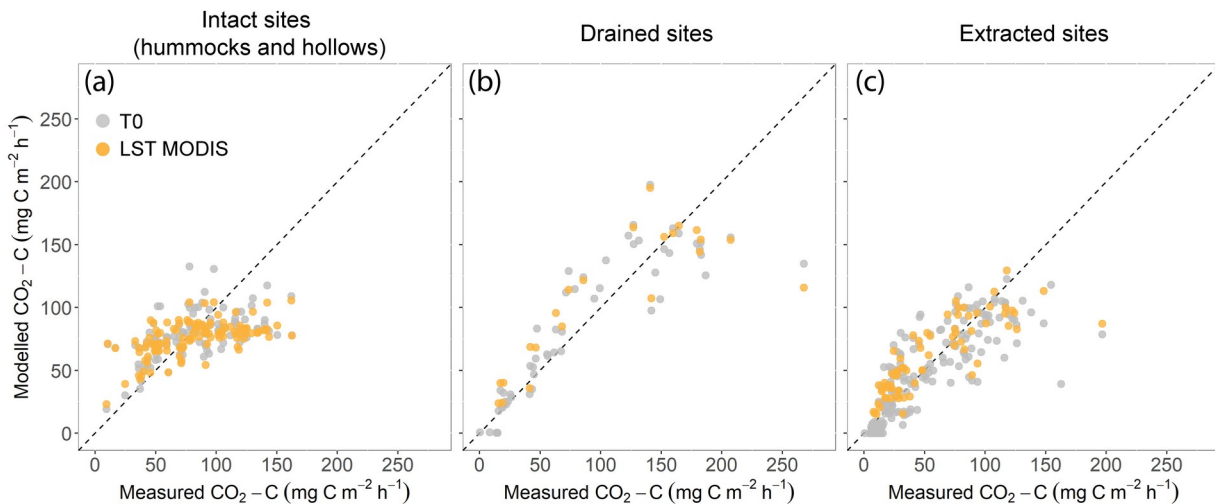 Intact sites
(hummocks and hollows)
Drained sites
Extracted sites
(a)
(b)
(c)
T0
LST MODIS
Modelled CO₂ – C (mg C m⁻² h⁻¹)
250
200
150
100
50
0
0 50 100 150 200 250
0 50 100 150 200 250
0 50 100 150 200 250
Measured CO₂ – C (mg C m⁻² h⁻¹)
Measured CO₂ – C (mg C m⁻² h⁻¹)
Measured CO₂ – C (mg C m⁻² h⁻¹)